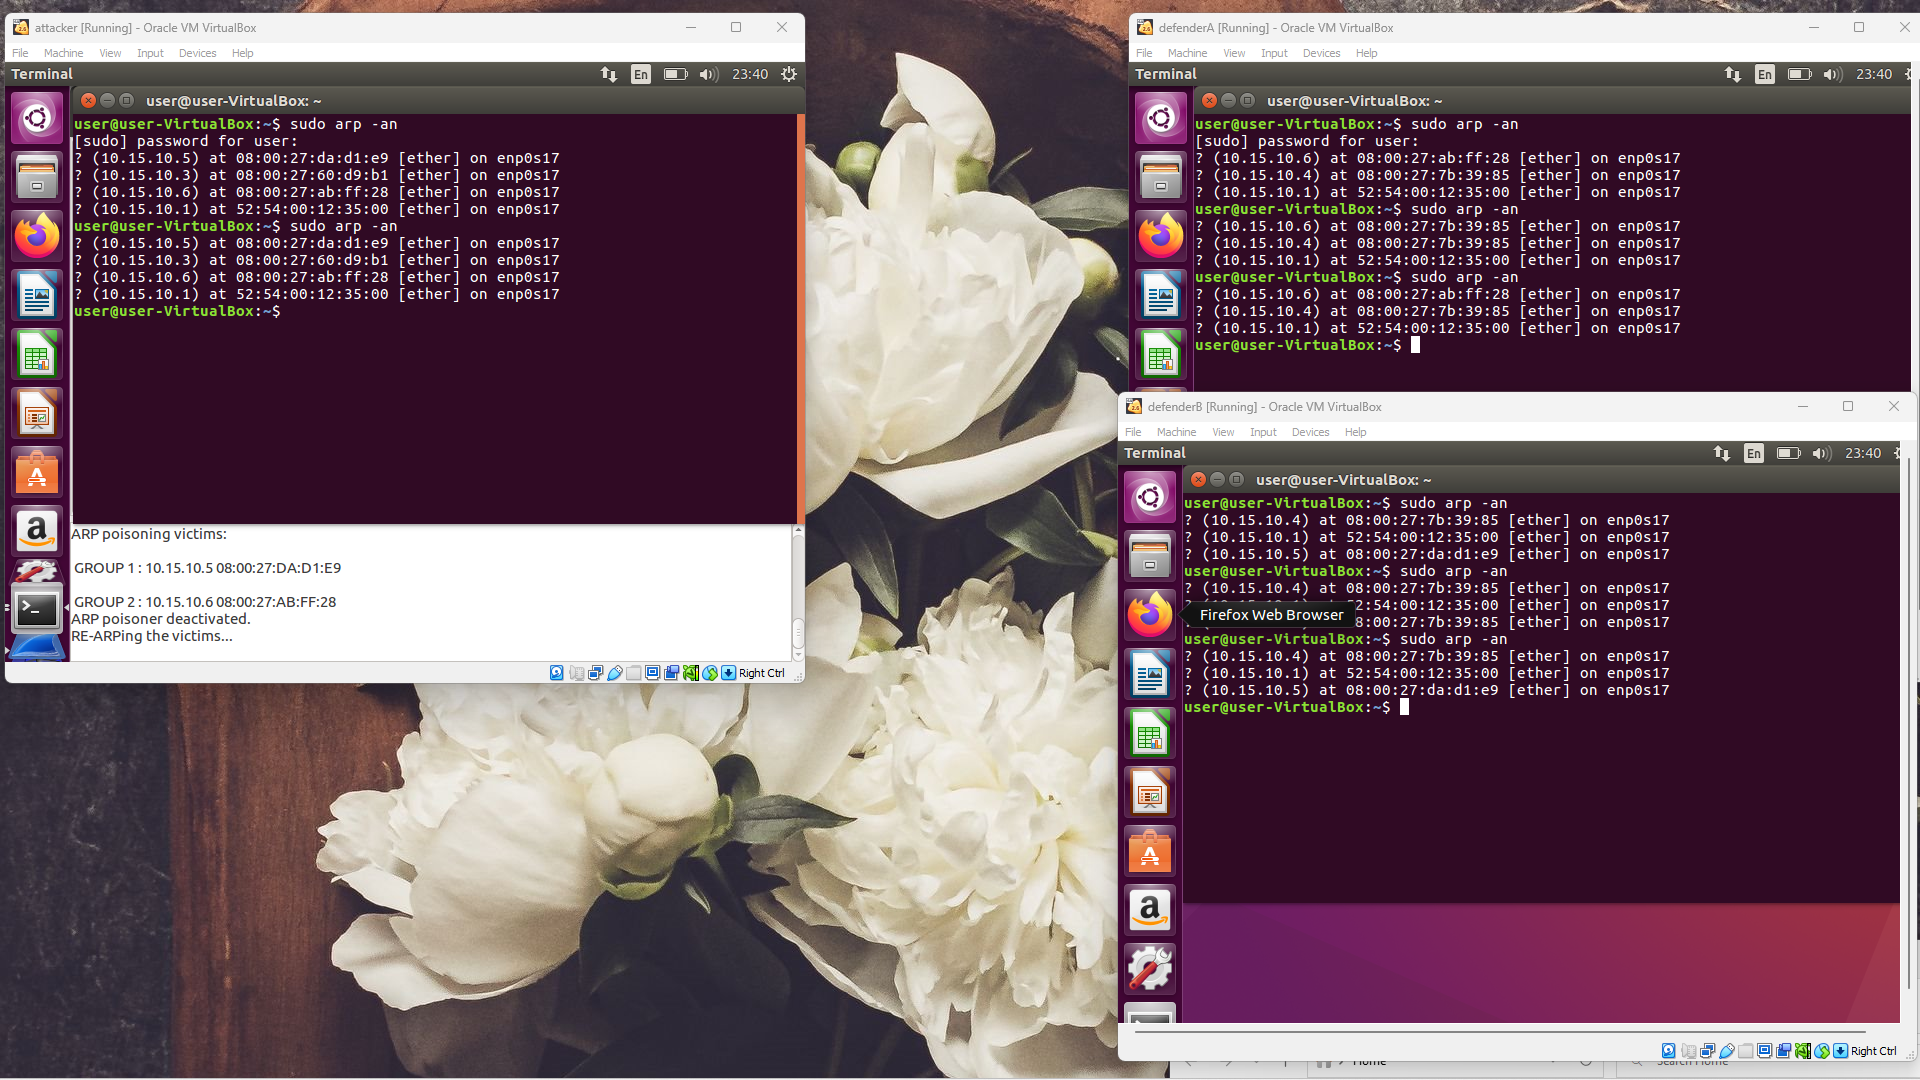 attacker [Running] - Oracle VM VirtualBox
File Machine View Input Devices Help
Terminal
En
23:40
user@user-VirtualBox: ~
user@user-VirtualBox:~$ sudo arp -an
[sudo] password for user:
? (10.15.10.5) at 08:00:27:da:d1:e9 [ether] on enp0s17
? (10.15.10.3) at 08:00:27:60:d9:b1 [ether] on enp0s17
? (10.15.10.6) at 08:00:27:ab:ff:28 [ether] on enp0s17
? (10.15.10.1) at 52:54:00:12:35:00 [ether] on enp0s17
user@user-VirtualBox:~$ sudo arp -an
? (10.15.10.5) at 08:00:27:da:d1:e9 [ether] on enp0s17
? (10.15.10.3) at 08:00:27:60:d9:b1 [ether] on enp0s17
? (10.15.10.6) at 08:00:27:ab:ff:28 [ether] on enp0s17
? (10.15.10.1) at 52:54:00:12:35:00 [ether] on enp0s17
user@user-VirtualBox:~$
ARP poisoning victims:
GROUP 1 : 10.15.10.5 08:00:27:DA:D1:E9
GROUP 2 : 10.15.10.6 08:00:27:AB:FF:28
ARP poisoner deactivated.
RE-ARPing the victims...
Right Ctrl
defenderA [Running] - Oracle VM VirtualBox
File Machine View Input Devices Help
Terminal
En
23:40
user@user-VirtualBox: ~
user@user-VirtualBox:~$ sudo arp -an
[sudo] password for user:
? (10.15.10.6) at 08:00:27:ab:ff:28 [ether] on enp0s17
? (10.15.10.4) at 08:00:27:7b:39:85 [ether] on enp0s17
? (10.15.10.1) at 52:54:00:12:35:00 [ether] on enp0s17
user@user-VirtualBox:~$ sudo arp -an
? (10.15.10.6) at 08:00:27:7b:39:85 [ether] on enp0s17
? (10.15.10.4) at 08:00:27:7b:39:85 [ether] on enp0s17
? (10.15.10.1) at 52:54:00:12:35:00 [ether] on enp0s17
user@user-VirtualBox:~$ sudo arp -an
? (10.15.10.6) at 08:00:27:ab:ff:28 [ether] on enp0s17
? (10.15.10.4) at 08:00:27:7b:39:85 [ether] on enp0s17
? (10.15.10.1) at 52:54:00:12:35:00 [ether] on enp0s17
user@user-VirtualBox:~$
defenderB [Running] - Oracle VM VirtualBox
File Machine View Input Devices Help
Terminal
En
23:40
user@user-VirtualBox: ~
user@user-VirtualBox:~$ sudo arp -an
? (10.15.10.4) at 08:00:27:7b:39:85 [ether] on enp0s17
? (10.15.10.1) at 52:54:00:12:35:00 [ether] on enp0s17
? (10.15.10.5) at 08:00:27:da:d1:e9 [ether] on enp0s17
user@user-VirtualBox:~$ sudo arp -an
? (10.15.10.4) at 08:00:27:7b:39:85 [ether] on enp0s17
52:54:00:12:35:00 [ether] on enp0s17
Firefox Web Browser
08:00:27:7b:39:85 [ether] on enp0s17
user@user-VirtualBox:~$ sudo arp -an
? (10.15.10.4) at 08:00:27:7b:39:85 [ether] on enp0s17
? (10.15.10.1) at 52:54:00:12:35:00 [ether] on enp0s17
? (10.15.10.5) at 08:00:27:da:d1:e9 [ether] on enp0s17
user@user-VirtualBox:~$
Right Ctrl
Home
Search Home